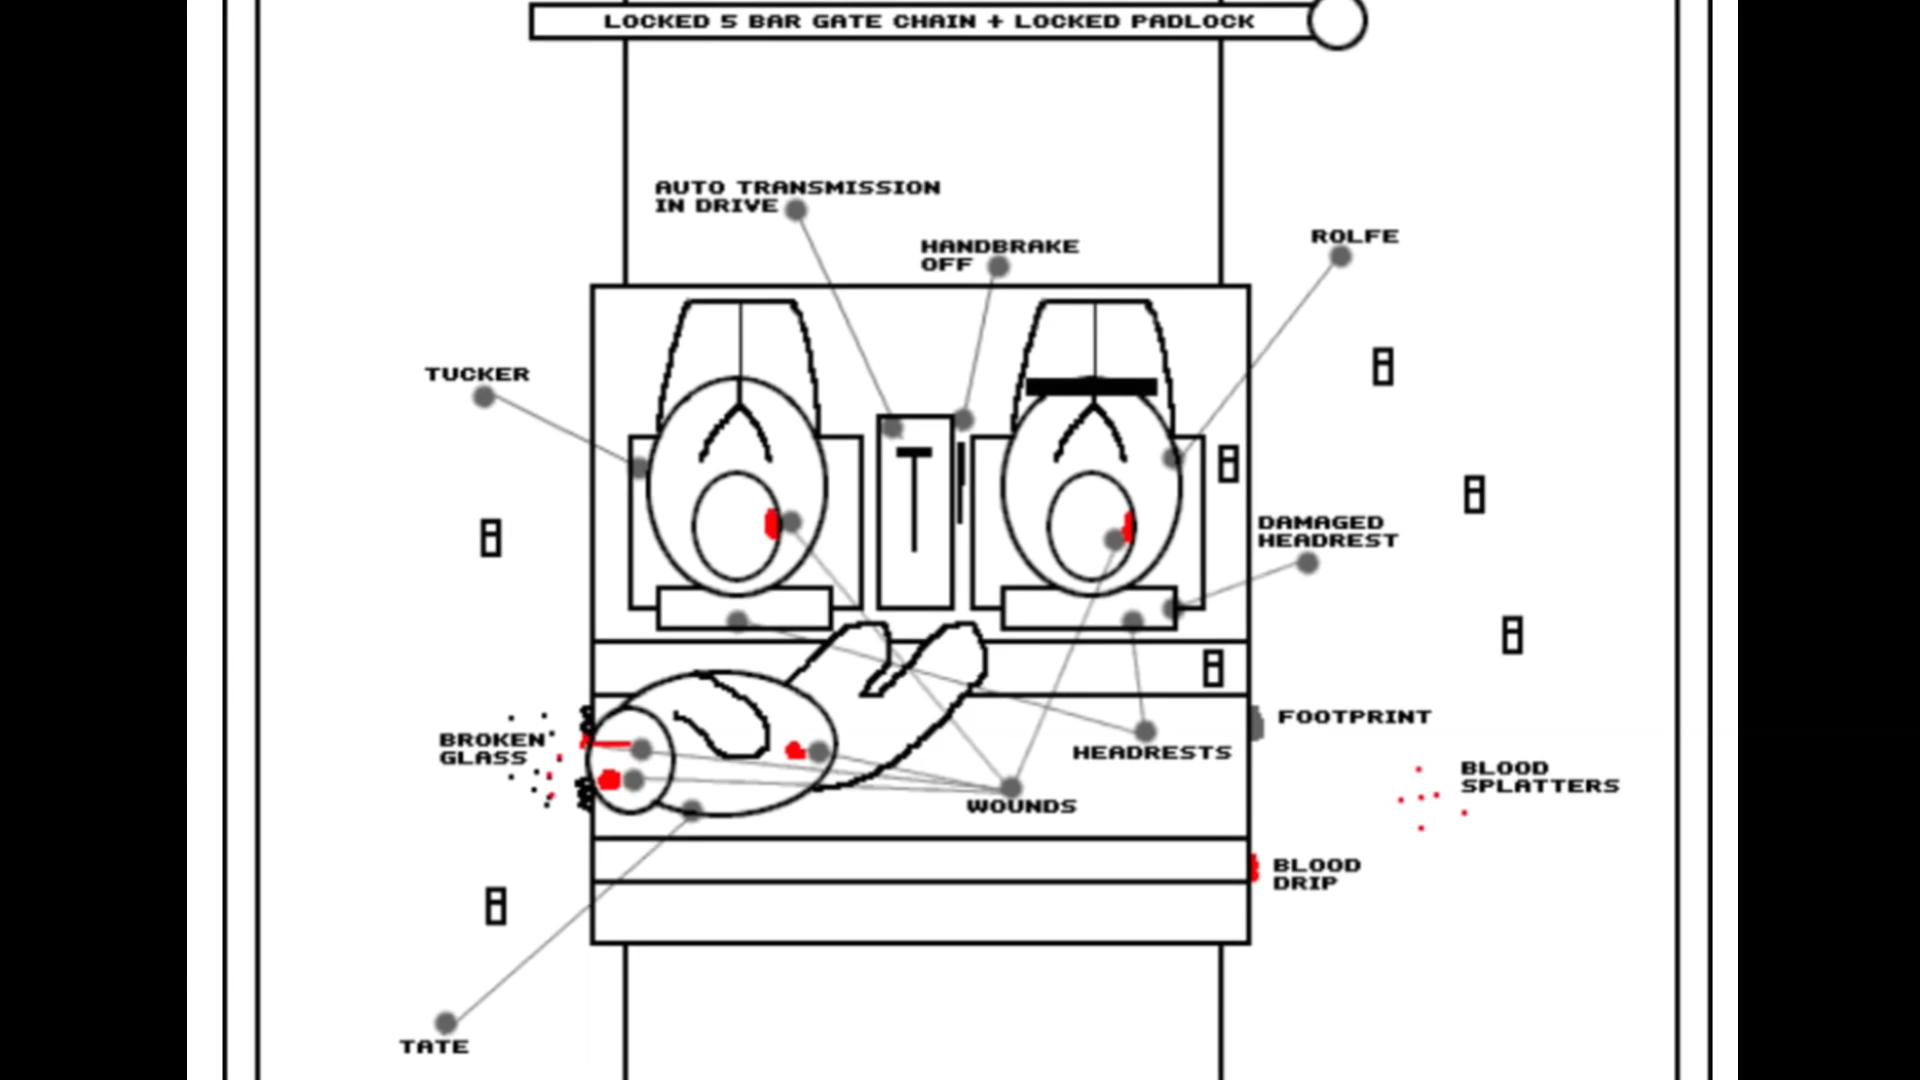 LOCKED 5 BAR GATE CHAIN + LOCKED PADLOCK
AUTO TRANSMISSION
IN DRIVE
HANDBRAKE
OFF
ROLFE
TUCKER
DAMAGED
HEADREST
BROKEN
GLASS
FOOTPRINT
HEADRESTS
BLOOD
SPLATTERS
WOUNDS
BLOOD
DRIP
TATE